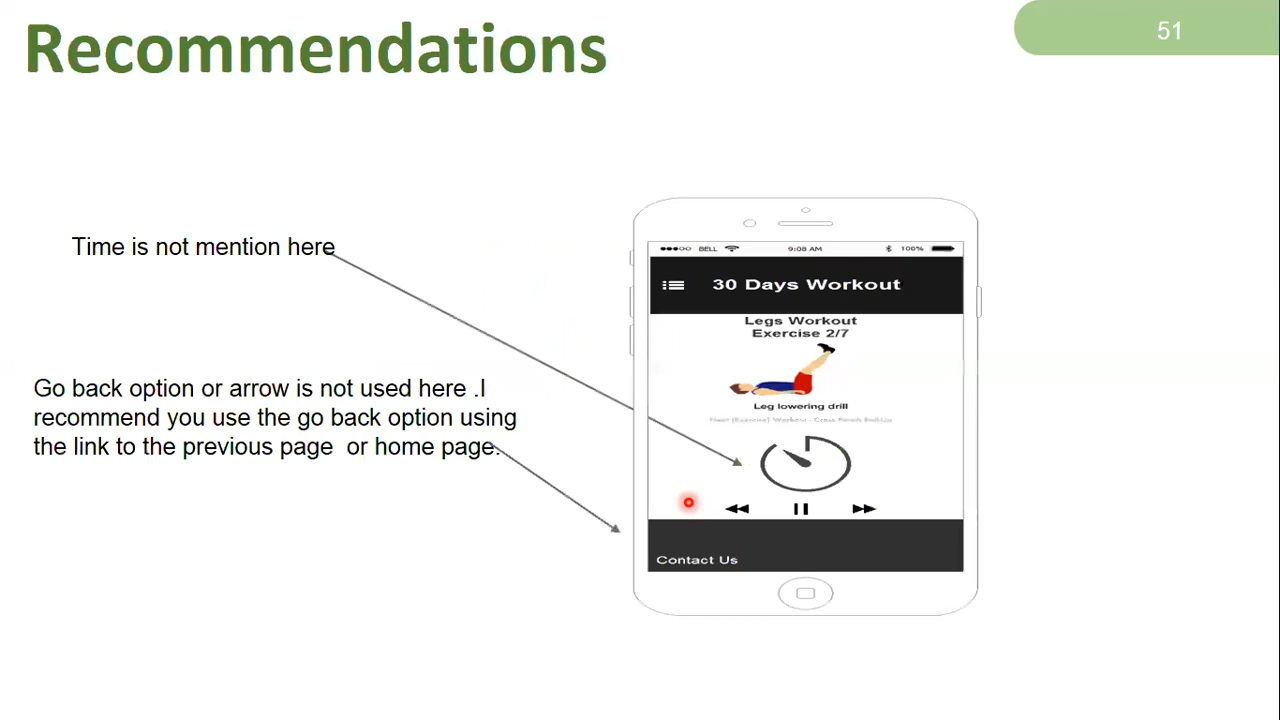 Recommendations
51
Time is not mention here
Go back option or arrow is not used here .I
recommend you use the go back option using
the link to the previous page  or home page.
BELL
9:08 AM
100%
30 Days Workout
Legs Workout
Exercise 2/7
Leg lowering drill
Contact Us